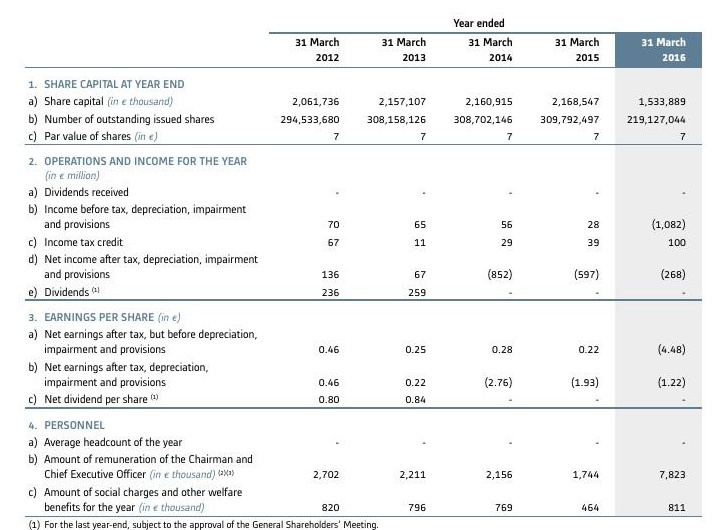 Year ended
31 March 31 March 31 March 31 March 31 March
2012 2013 2014 2015 2016
1. SHARE CAPITAL AT YEAR END
a) Share capital (in € thousand) 2,061,736 2,157,107 2,160,915 2,168,547 1,533,889
b) Number of outstanding issued shares 294,533,680 308,158,126 308,702,146 309,792,497 219,127,044
c) Par value of shares (in €) 7 7 7 7 7
2. OPERATIONS AND INCOME FOR THE YEAR
(in € million)
a) Dividends received - - - - -
b) Income before tax, depreciation, impairment
and provisions 70 65 56 28 (1,082)
c) Income tax credit 67 11 29 39 100
d) Net income after tax, depreciation, impairment
and provisions 136 67 (852) (597) (268)
e) Dividends (1) 236 259 - - -
3. EARNINGS PER SHARE (in €)
a) Net earnings after tax, but before depreciation,
impairment and provisions 0.46 0.25 0.28 0.22 (4.48)
b) Net earnings after tax, depreciation,
impairment and provisions 0.46 0.22 (2.76) (1.93) (1.22)
c) Net dividend per share (1) 0.80 0.84 - - -
4. PERSONNEL
a) Average headcount of the year - - - - -
b) Amount of remuneration of the Chairman and
Chief Executive Officer (in € thousand) (2)(3) 2,702 2,211 2,156 1,744 7,823
c) Amount of social charges and other welfare
benefits for the year (in € thousand) 820 796 769 464 811
(1) For the last year-end, subject to the approval of the General Shareholders' Meeting.